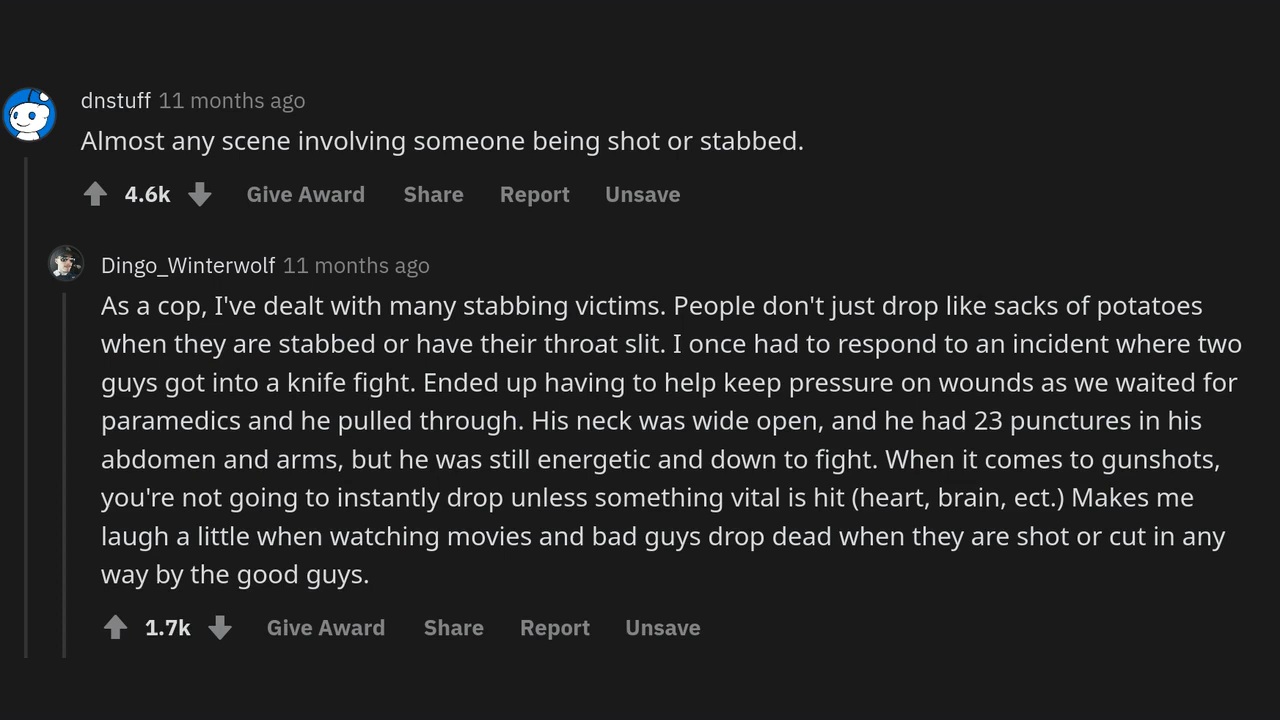 dnstuff 11 months ago
Almost any scene involving someone being shot or stabbed.
4.6k Give Award Share Report Unsave
Dingo_Winterwolf 11 months ago
As a cop, I've dealt with many stabbing victims. People don't just drop like sacks of potatoes
when they are stabbed or have their throat slit. I once had to respond to an incident where two
guys got into a knife fight. Ended up having to help keep pressure on wounds as we waited for
paramedics and he pulled through. His neck was wide open, and he had 23 punctures in his
abdomen and arms, but he was still energetic and down to fight. When it comes to gunshots,
you're not going to instantly drop unless something vital is hit (heart, brain, ect.) Makes me
laugh a little when watching movies and bad guys drop dead when they are shot or cut in any
way by the good guys.
1.7k Give Award Share Report Unsave